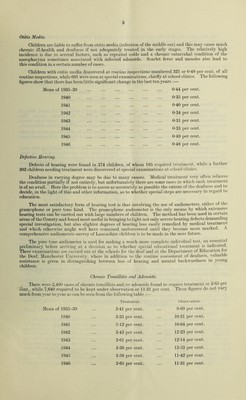 5
Otitis Media.
Children are liable to suffer from otitis media (infection of the middle ear) and this may cause much
chronic ill-health and deafness if not adequately treated in the early stages. The relatively high
incidence is due to several factors, such as repeated colds and a chronic catarrhal condition of the
nasopharynx sometimes associated with infected adenoids. Scarlet fever and measles also lead to
this condition in a certain number of cases.
Children with otitis media discovered at routine inspections numbered 321 or 0·48 per cent. of all
routine inspections, while 691 were seen at special examinations, chiefly at school clinics. The following
figures show that there has been little significant change in the last ten years :—
Mean of 1935-39 0·44 per cent.
1940 0·35 per cent.
1941 0·40 per cent.
1942 0·34 per cent.
1943 0·31 per cent.
1944 0·33 per cent.
1945 0·49 per cent.
1946 0·48 per cent.
Defective Hearing.
Defects of hearing were found in 274 children, of whom 105 required treatment, while a further
302 children needing treatment were discovered at special examinations at school clinics.
Deafness in varying degree may be due to many causes. Medical treatment very often relieves
the condition partially if not entirely, but unfortunately there are some cases in which such treatment
is of no avail. Here the problem is to assess as accurately as possible the extent of the deafness and to
decide, in the light of this and other information, as to whether special steps are necessary in regard to
education.
The most satisfactory form of hearing test is that involving the use of audiometers, either of the
gramophone or pure tone kind. The gramophone audiometer is the only means by which extensive
hearing tests can be carried out with large numbers of children. The method has been used in certain
areas of the County and found most useful in bringing to light not only severe hearing defects demanding
special investigation, but also slighter degrees of hearing loss easily remedied by medical treatment
and which otherwise might well have remained undiscovered until they became more marked. A
comprehensive audiometric survey of Lancashire children is to be made in the near future.
The pure tone audiometer is used for making a much more complete individual test, an essential
preliminary before arriving at a decision as to whether special educational treatment is indicated.
These examinations are carried out at the school for the deaf and at the Department of Education for
the Deaf, Manchester University, where in addition to the routine assessment of deafness, valuable
assistance is given in distinguishing between loss of hearing and mental backwardness in young
children.
Chronic Tonsillitis and Adenoids.
There were 2,400 cases of chronic tonsillitis and/or adenoids found to require treatment or 3·60 per
cent., while 7,640 required to be kept under observation or 11·31 per cent. These figures do not vary
much from year to year as can be seen from the following table :—
Treatment. Observation.
Mean of 1935-39 3·41 per cent. 9·69 per cent.
1940 3·35 per cent. 10·31 per cent.
1941 3·12 per cent. 10·64 per cent.
1942 3·43 per cent. 12·23 per cent.
1943 3·61 per cent. 12·14 per cent.
1944 3·38 per cent. 12·12 per cent.
1945 3·38 per cent. 11·42 per cent.
1946 3·60 per cent. 11·31 per cent.